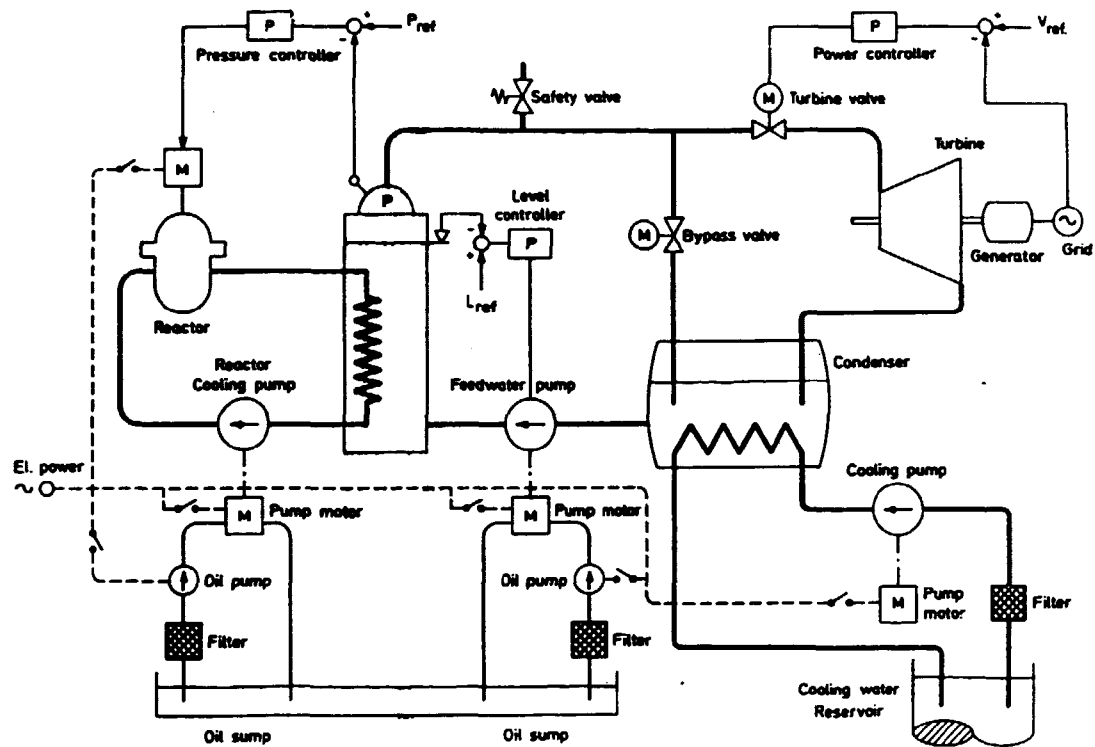 P
+
P ref
-
Pressure controller
P
+
V ref.
-
Power controller
Safety valve
M
Turbine valve
M
Turbine
P
Level
controller
-
P
+
L ref
M
Bypass valve
Generator
Grid
Reactor
Reactor
Cooling pump
Feedwater pump
Condenser
Cooling pump
El. power
M
Pump motor
M
Pump motor
Oil pump
Oil pump
M
Pump
motor
Filter
Filter
Filter
Cooling water
Reservoir
Oil sump
Oil sump